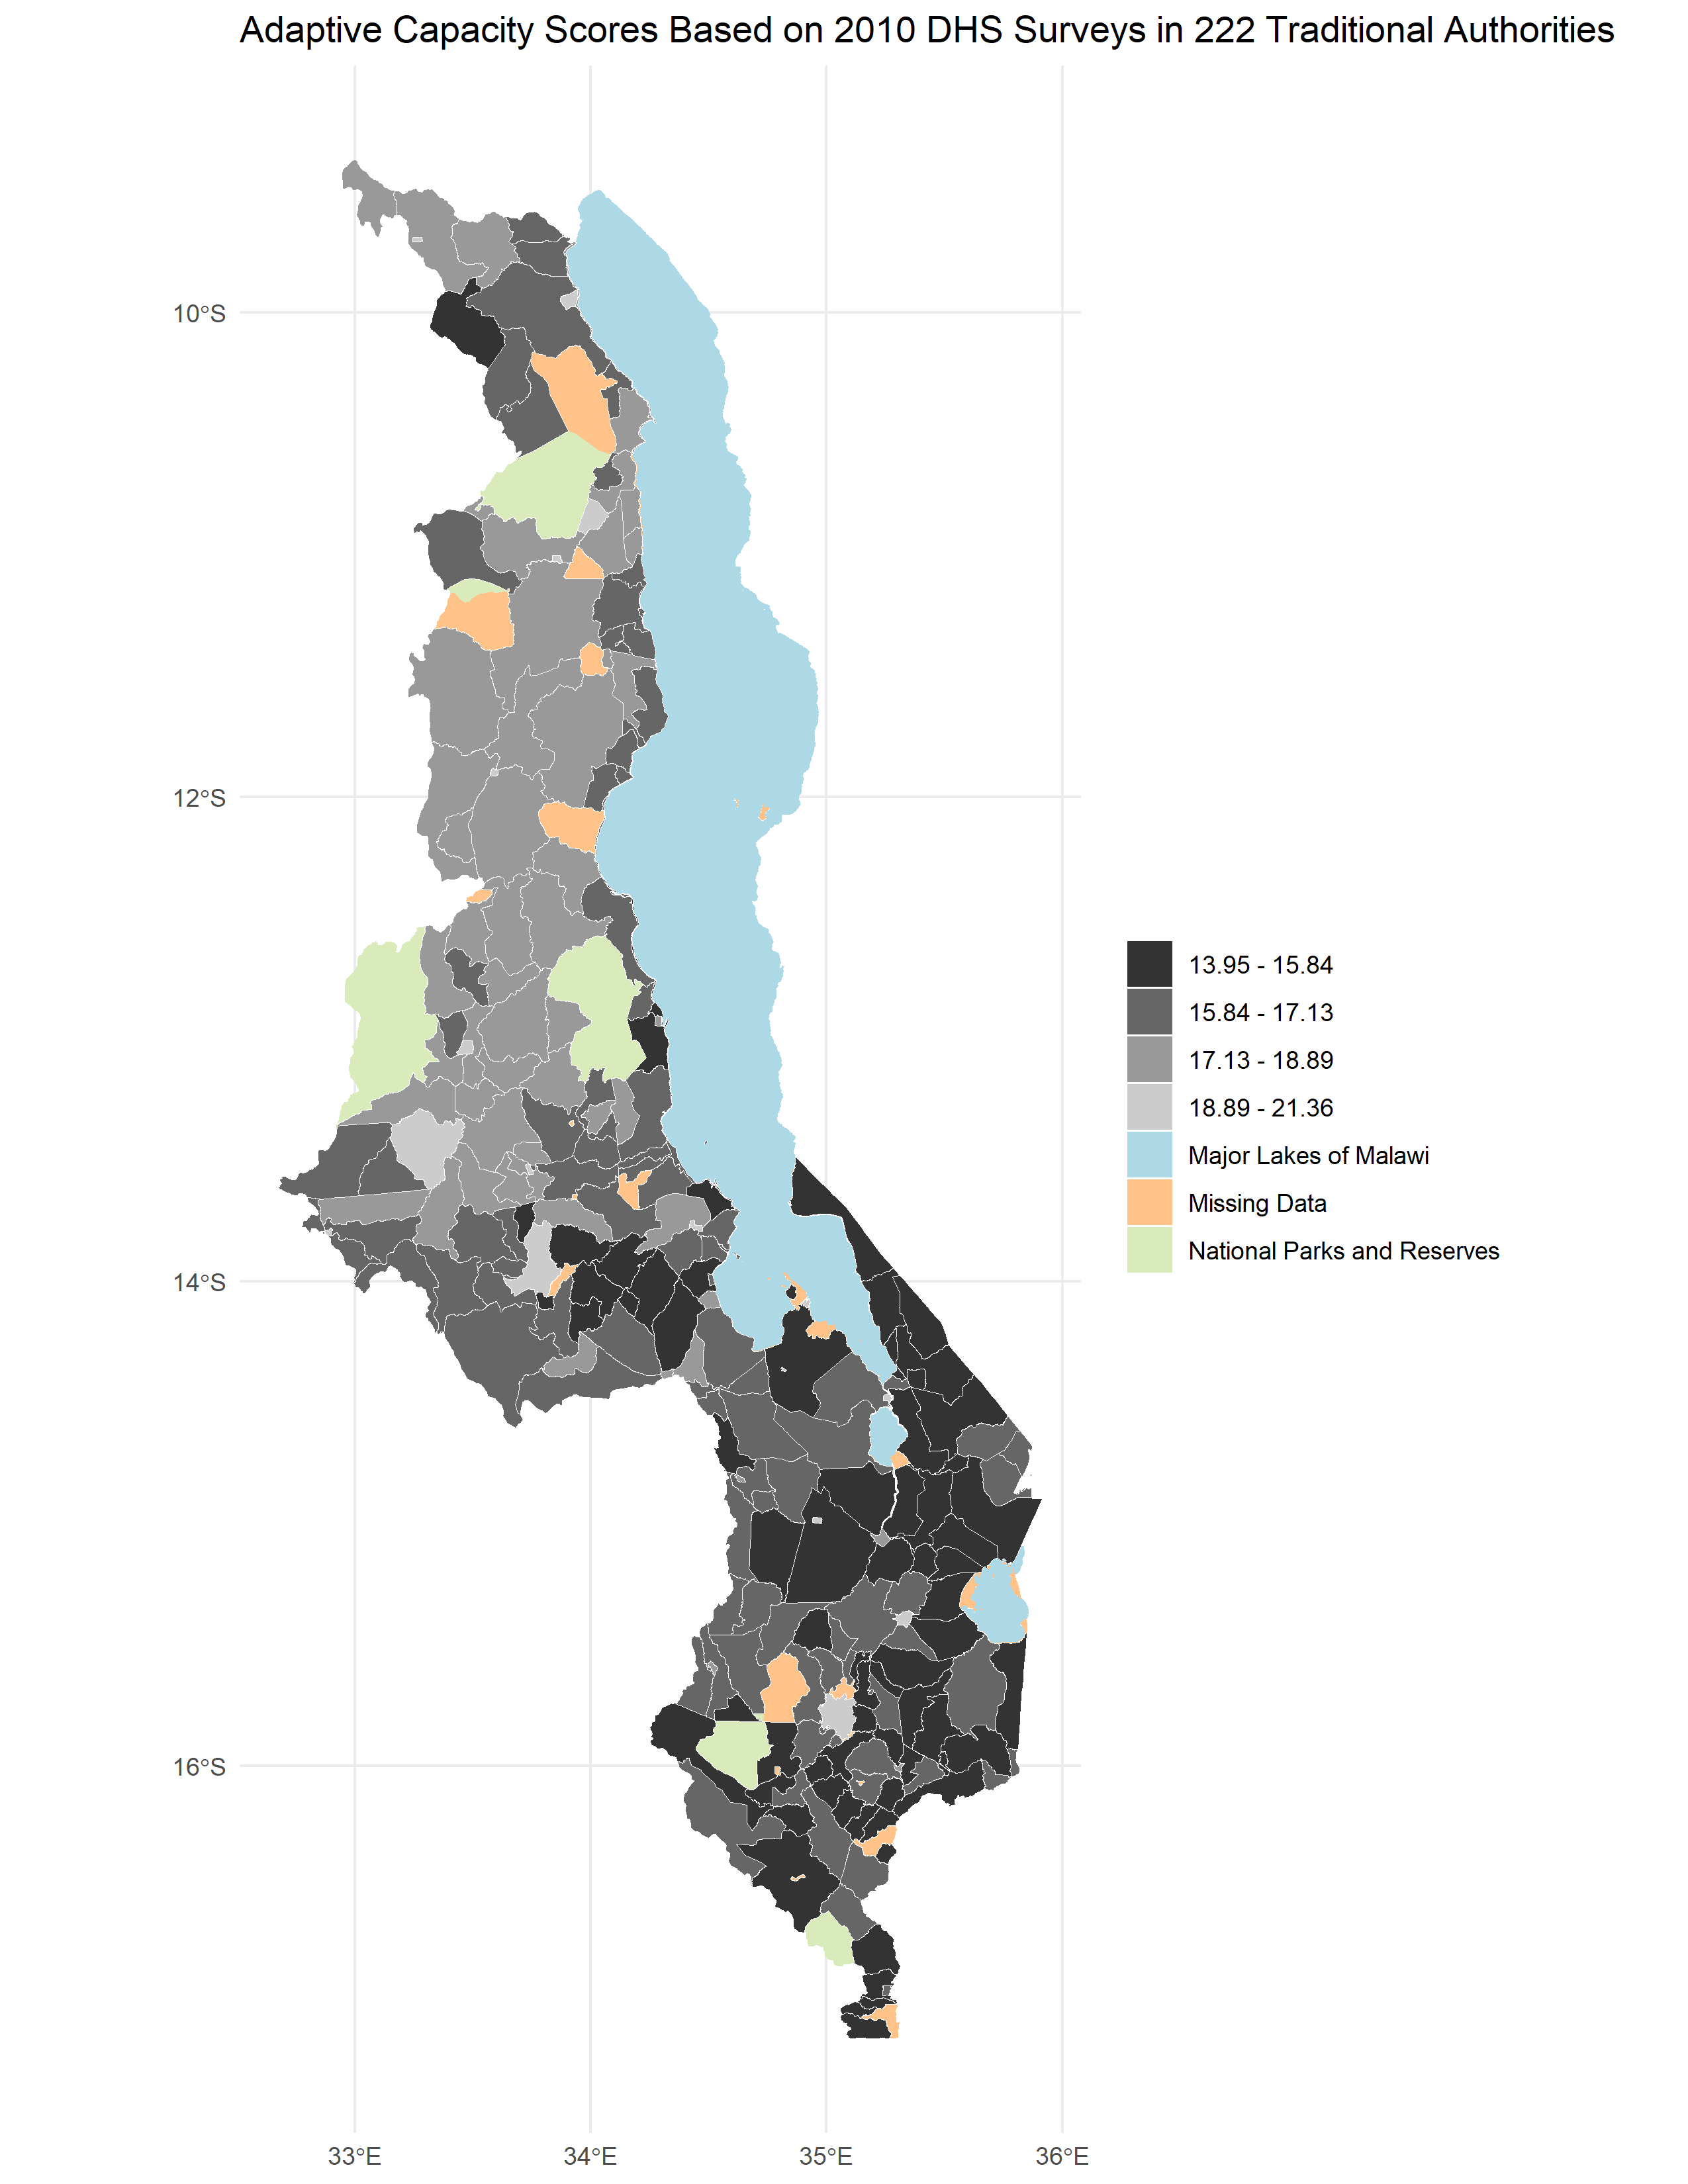 Adaptive Capacity Scores Based on 2010 DHS Surveys in 222 Traditional Authorities
10°S
12°S
14°S
16°S
33°E
34°E
35°E
36°E
13.95 - 15.84
15.84 - 17.13
17.13 - 18.89
18.89 - 21.36
Major Lakes of Malawi
Missing Data
National Parks and Reserves